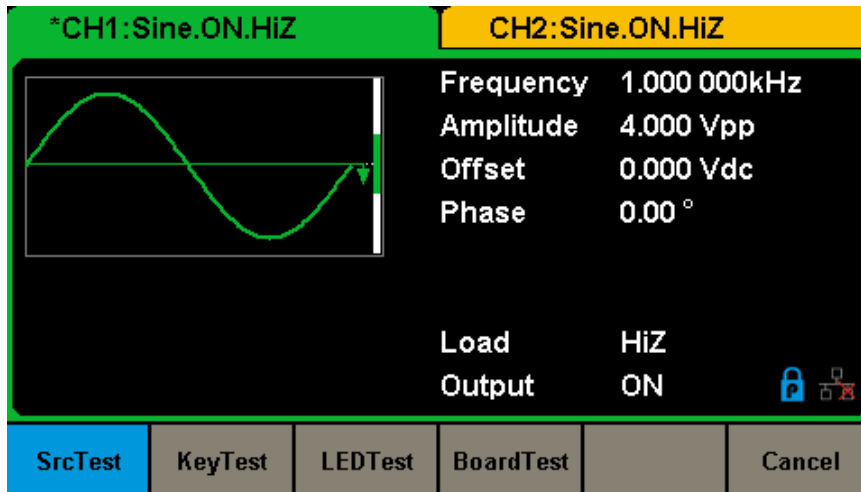 *CH1:Sine.ON.HiZ CH2:Sine.ON.HiZ
Frequency 1.000 000kHz
Amplitude 4.000 Vpp
Offset 0.000 Vdc
Phase 0.00 °
Load HiZ
Output ON P
SrcTest KeyTest LEDTest BoardTest Cancel